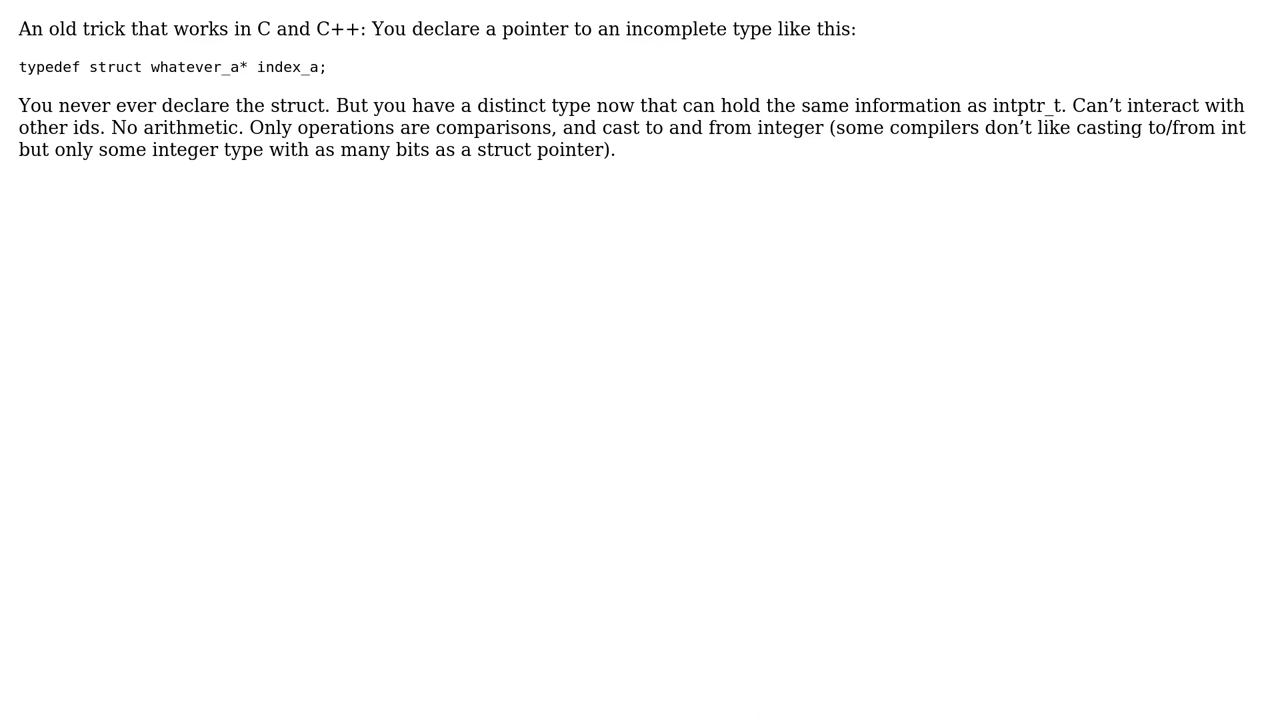 An old trick that works in C and C++: You declare a pointer to an incomplete type like this:
typedef struct whatever_a* index_a;
You never ever declare the struct. But you have a distinct type now that can hold the same information as intptr_t. Can’t interact with
other ids. No arithmetic. Only operations are comparisons, and cast to and from integer (some compilers don’t like casting to/from int
but only some integer type with as many bits as a struct pointer).